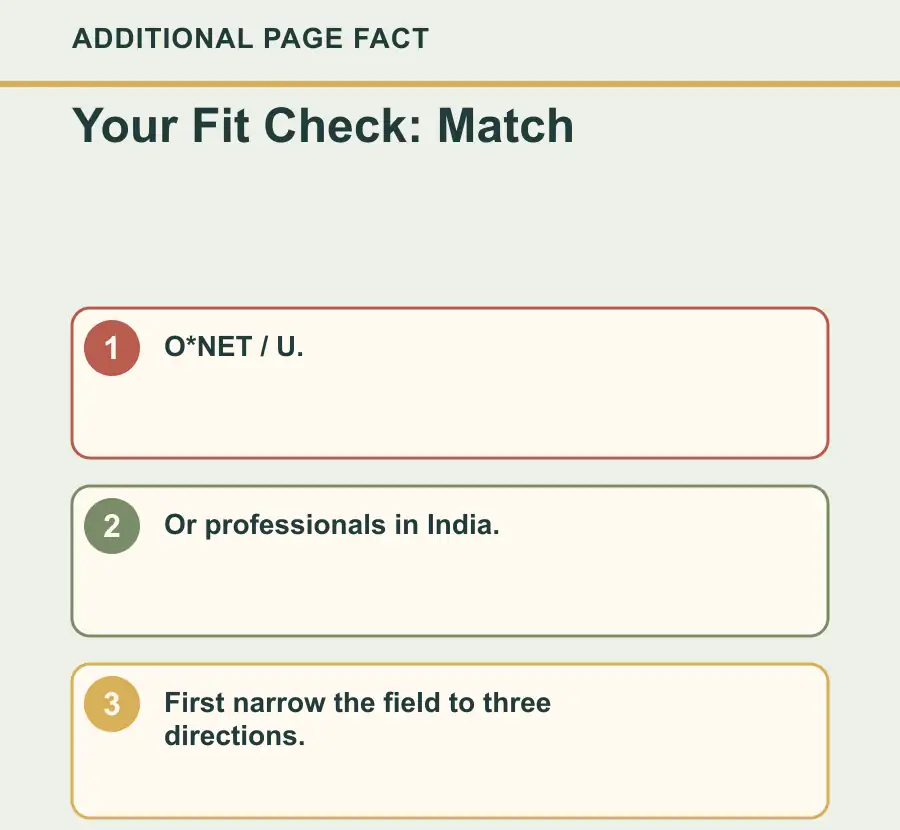 ADDITIONAL PAGE FACT
Your Fit Check: Match
1
O*NET / U.
2
Or professionals in India.
3
First narrow the field to three
directions.